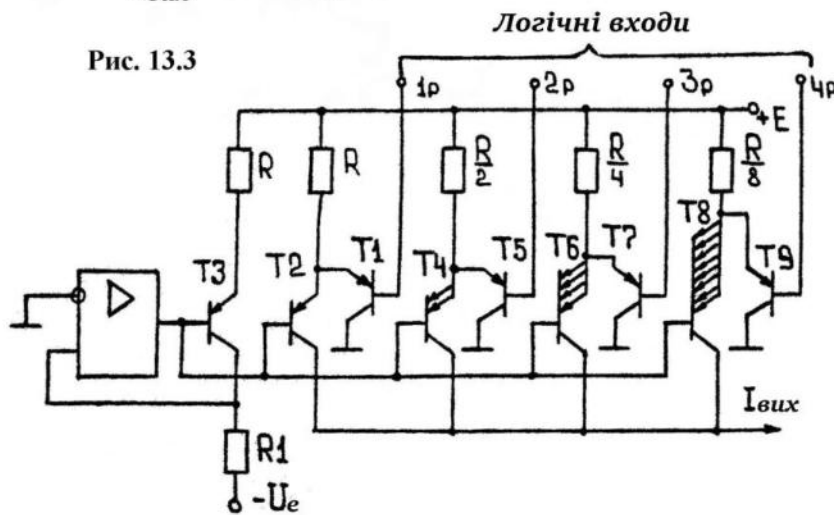 Логічні входи
Рис. 13.3
1р 2р 3р 4р
+E
R R R/2 R/4 R/8
T3 T2 T1 T4 T5 T6 T7 T8 T9
Iвих
R1
-Uе